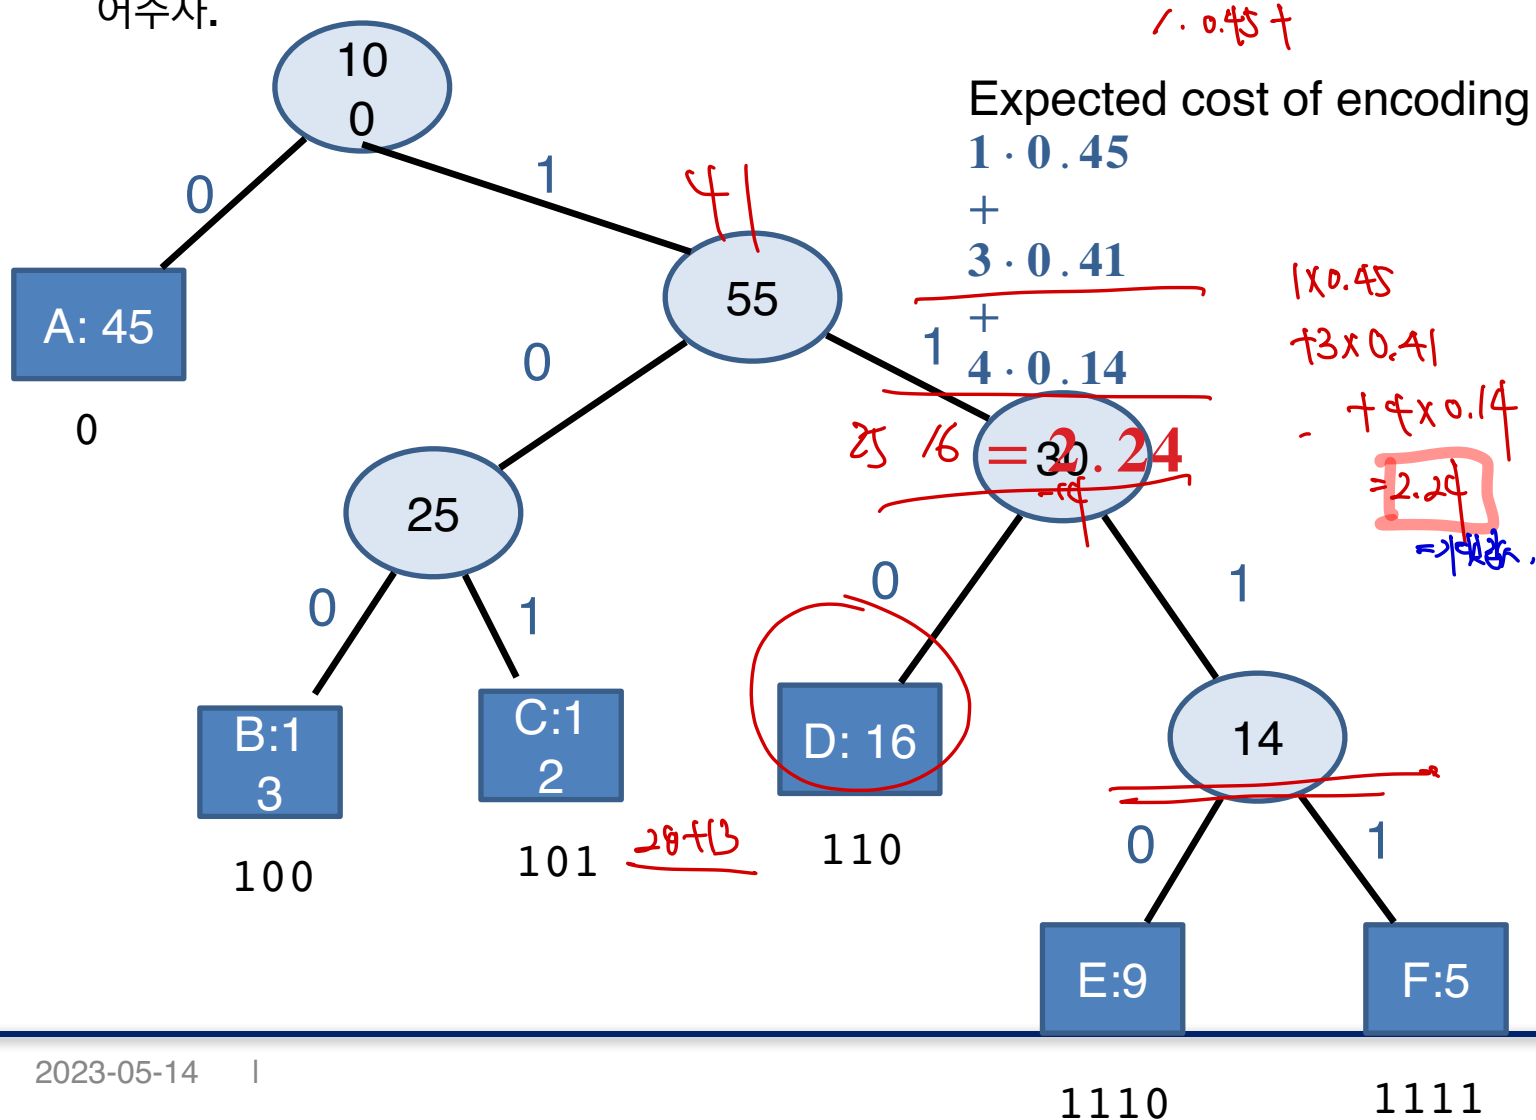 어주자.
1. 0.45 +
10
0
Expected cost of encoding
1 · 0.45
+
3 · 0.41
+
4 · 0.14
= 2.24
0
1
41
55
A: 45
0
0
1
1x0.45
+3x0.41
+4x0.14
=2.24
25 16
30
-14
25
0
1
0
1
B:1
3
C:1
2
D: 16
14
100
101
28+13
110
0
1
E:9
F:5
2023-05-14 |
1110
1111